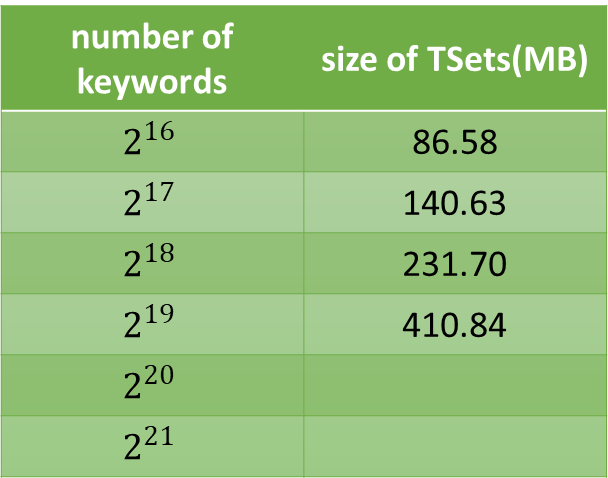 number of
keywords
size of TSets(MB)
2^16 86.58
2^17 140.63
2^18 231.70
2^19 410.84
2^20
2^21